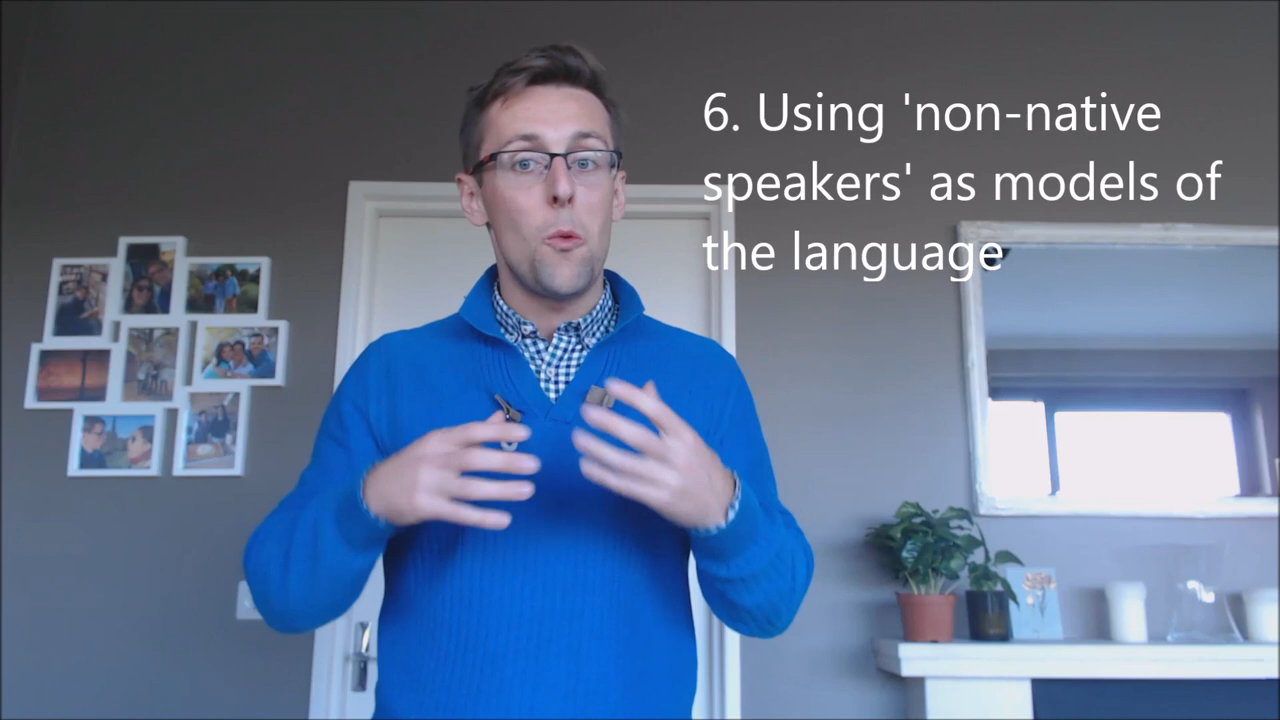 6. Using 'non-native
speakers' as models of
the language